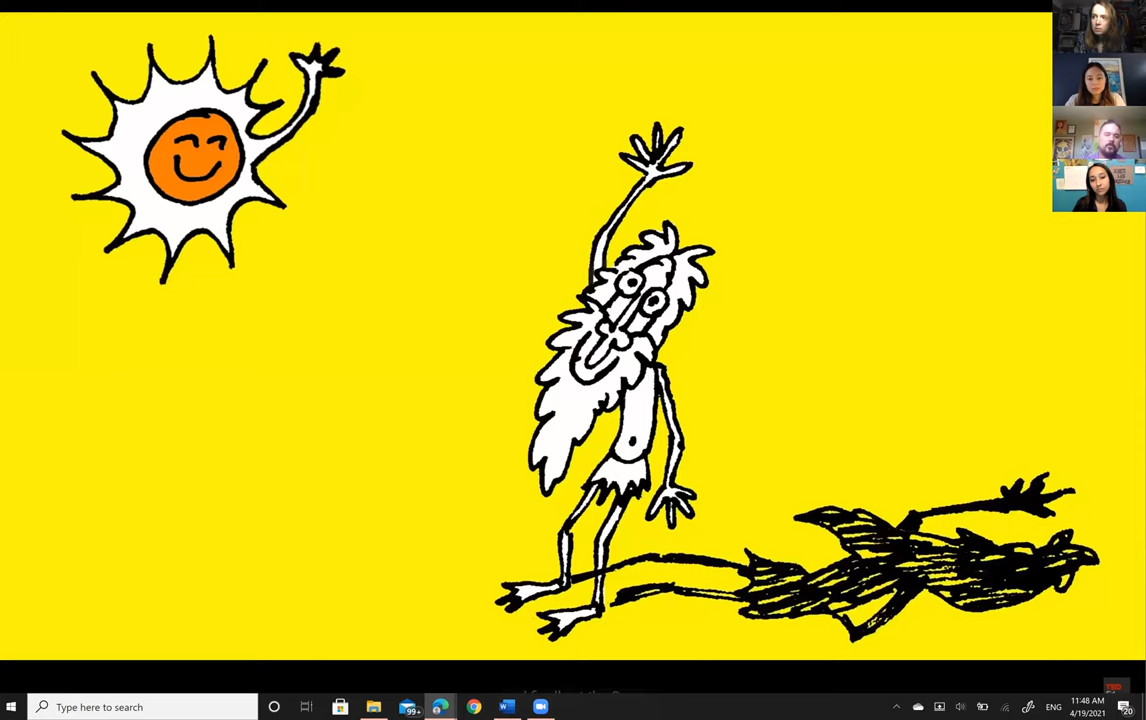 Type here to search
99+
ENG
11:48 AM
4/19/2021
20